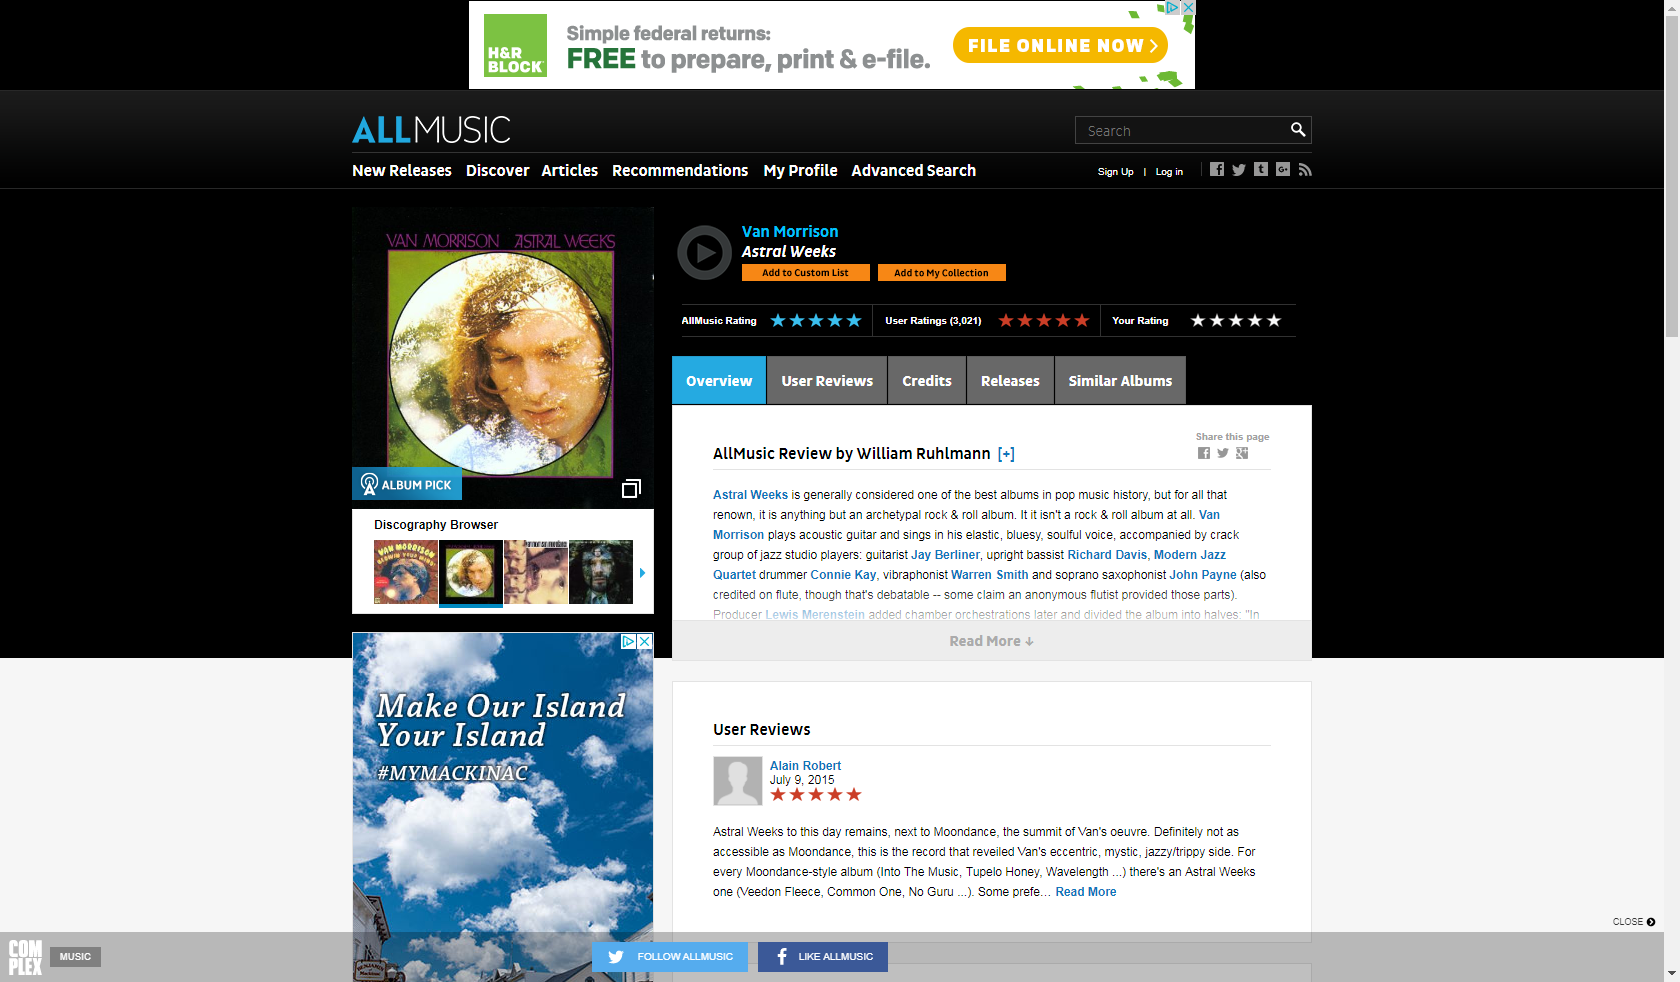 H&R
BLOCK
Simple federal returns:
FREE to prepare, print & e-file.
FILE ONLINE NOW
ALLMUSIC
Search
New Releases Discover Articles Recommendations My Profile Advanced Search
Sign Up | Log in
VAN MORRISON ASTRAL WEEKS
ALBUM PICK
Van Morrison
Astral Weeks
Add to Custom List Add to My Collection
AllMusic Rating User Ratings (3,021) Your Rating
Overview User Reviews Credits Releases Similar Albums
Share this page
AllMusic Review by William Ruhlmann [+]
Astral Weeks is generally considered one of the best albums in pop music history, but for all that
renown, it is anything but an archetypal rock & roll album. It it isn't a rock & roll album at all. Van
Morrison plays acoustic guitar and sings in his elastic, bluesy, soulful voice, accompanied by crack
group of jazz studio players: guitarist Jay Berliner, upright bassist Richard Davis, Modern Jazz
Quartet drummer Connie Kay, vibraphonist Warren Smith and soprano saxophonist John Payne (also
credited on flute, though that's debatable -- some claim an anonymous flutist provided those parts).
Producer Lewis Merenstein added chamber orchestrations later and divided the album into halves: "In
Read More ↓
Discography Browser
VAN MORRISON
Make Our Island
Your Island
#MYMACKINAC
User Reviews
Alain Robert
July 9, 2015
Astral Weeks to this day remains, next to Moondance, the summit of Van's oeuvre. Definitely not as
accessible as Moondance, this is the record that reveiled Van's eccentric, mystic, jazzy/trippy side. For
every Moondance-style album (Into The Music, Tupelo Honey, Wavelength ...) there's an Astral Weeks
one (Veedon Fleece, Common One, No Guru ...). Some prefe... Read More
CLOSE
COMPLEX
MUSIC
FOLLOW ALLMUSIC
LIKE ALLMUSIC